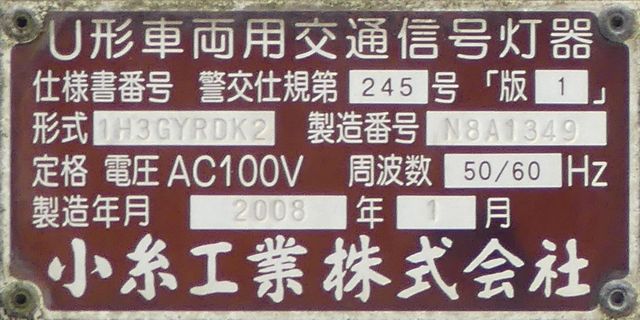 U形車両用交通信号灯器
仕様書番号 警交仕規第 245 号 「版 1 」
形式 1H3GYRDK2 製造番号 N8A1349
定格 電圧 AC100V 周波数 50/60 Hz
製造年月 2008 年 1 月
小糸工業株式会社